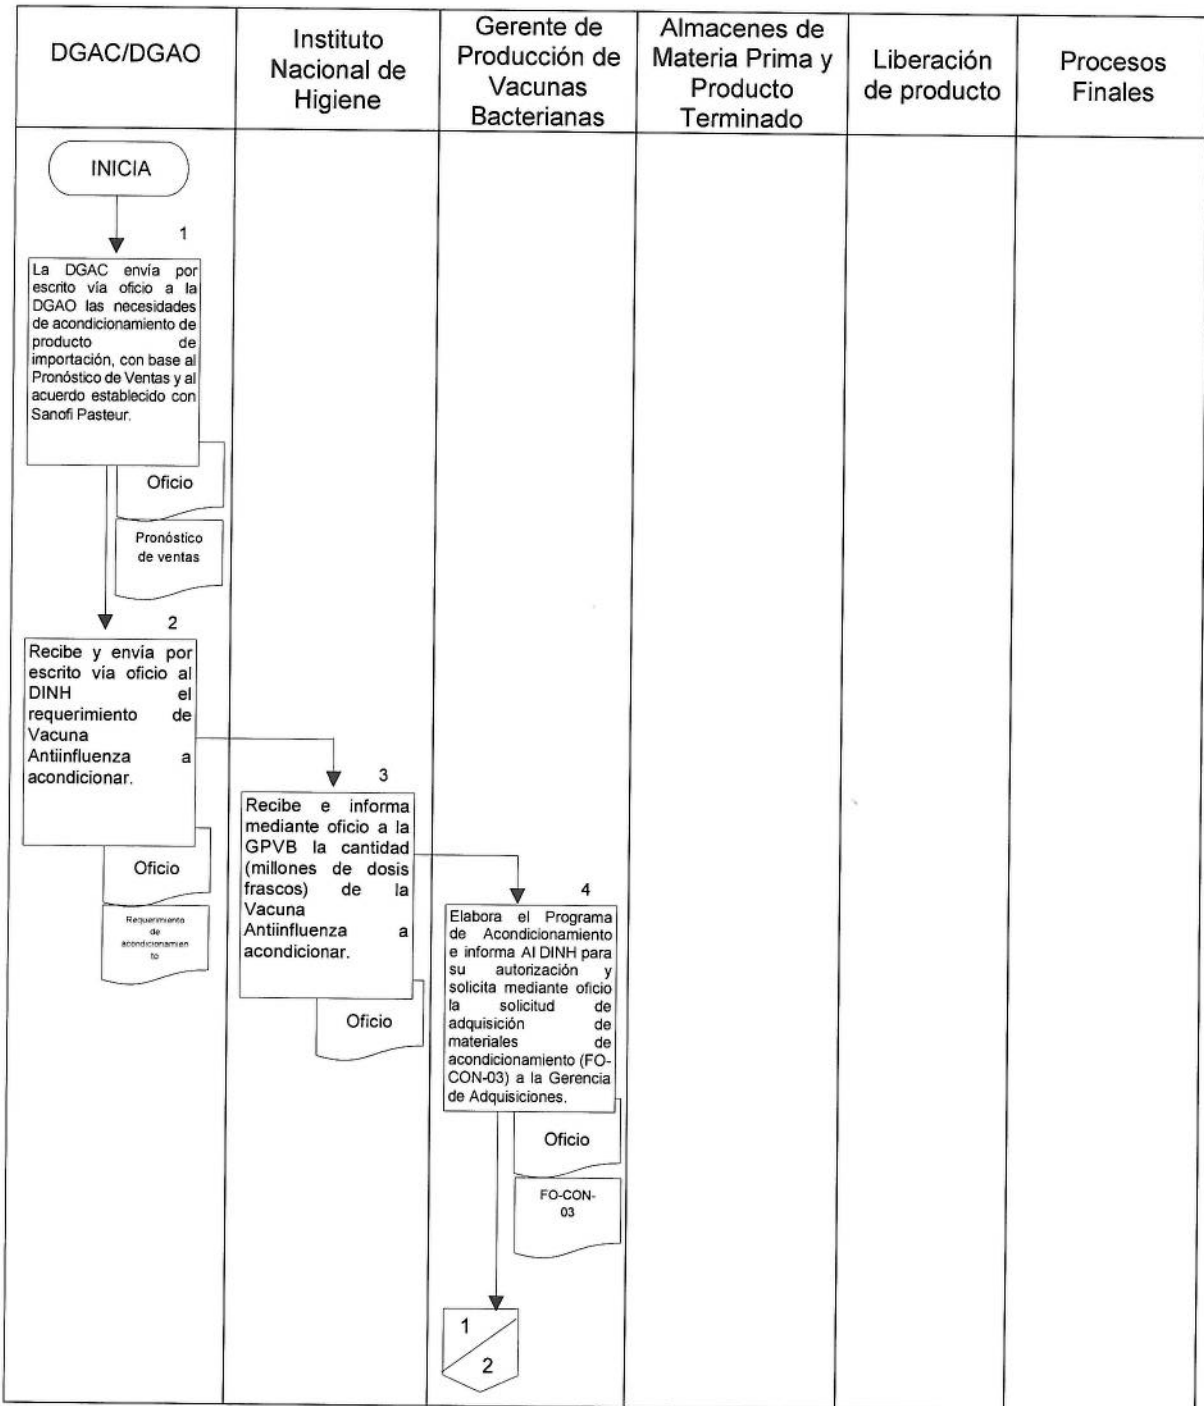 DGAC/DGAO
Instituto
Nacional de
Higiene
Gerente de
Producción de
Vacunas
Bacterianas
Almacenes de
Materia Prima y
Producto
Terminado
Liberación
de producto
Procesos
Finales
INICIA
1
La DGAC envía por
escrito vía oficio a la
DGAO las necesidades
de acondicionamiento de
producto de
importación, con base al
Pronóstico de Ventas y al
acuerdo establecido con
Sanofi Pasteur.
Oficio
Pronóstico
de ventas
2
Recibe y envía por
escrito vía oficio al
DINH el
requerimiento de
Vacuna
Antiinfluenza a
acondicionar.
Oficio
Requerimiento
de
acondicionamien
to
3
Recibe e informa
mediante oficio a la
GPVB la cantidad
(millones de dosis
frascos) de la
Vacuna
Antiinfluenza a
acondicionar.
Oficio
4
Elabora el Programa
de Acondicionamiento
e informa Al DINH para
su autorización y
solicita mediante oficio
la solicitud de
adquisición de
materiales de
acondicionamiento (FO-
CON-03) a la Gerencia
de Adquisiciones.
Oficio
FO-CON-
03
1
2